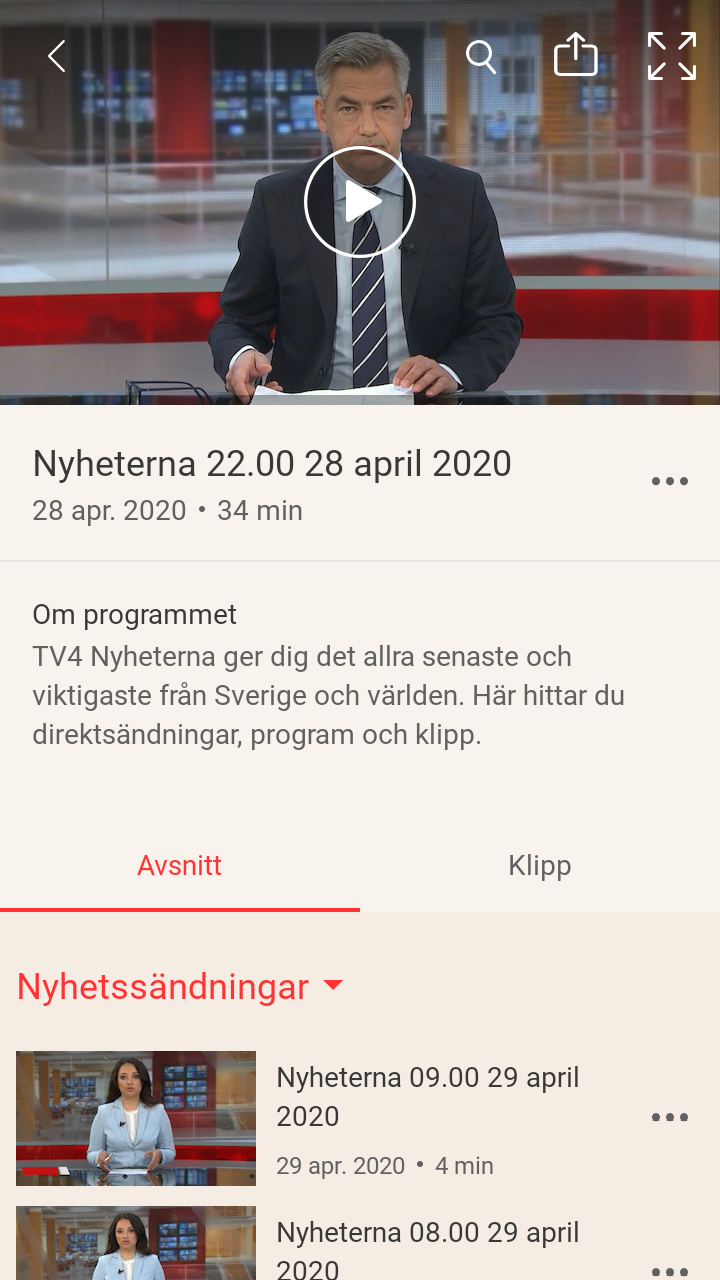 Nyheterna 22.00 28 april 2020
28 apr. 2020 • 34 min
Om programmet
TV4 Nyheterna ger dig det allra senaste och
viktigaste från Sverige och världen. Här hittar du
direktsändningar, program och klipp.
Avsnitt
Klipp
Nyhetssändningar
Nyheterna 09.00 29 april
2020
29 apr. 2020 • 4 min
Nyheterna 08.00 29 april
2020